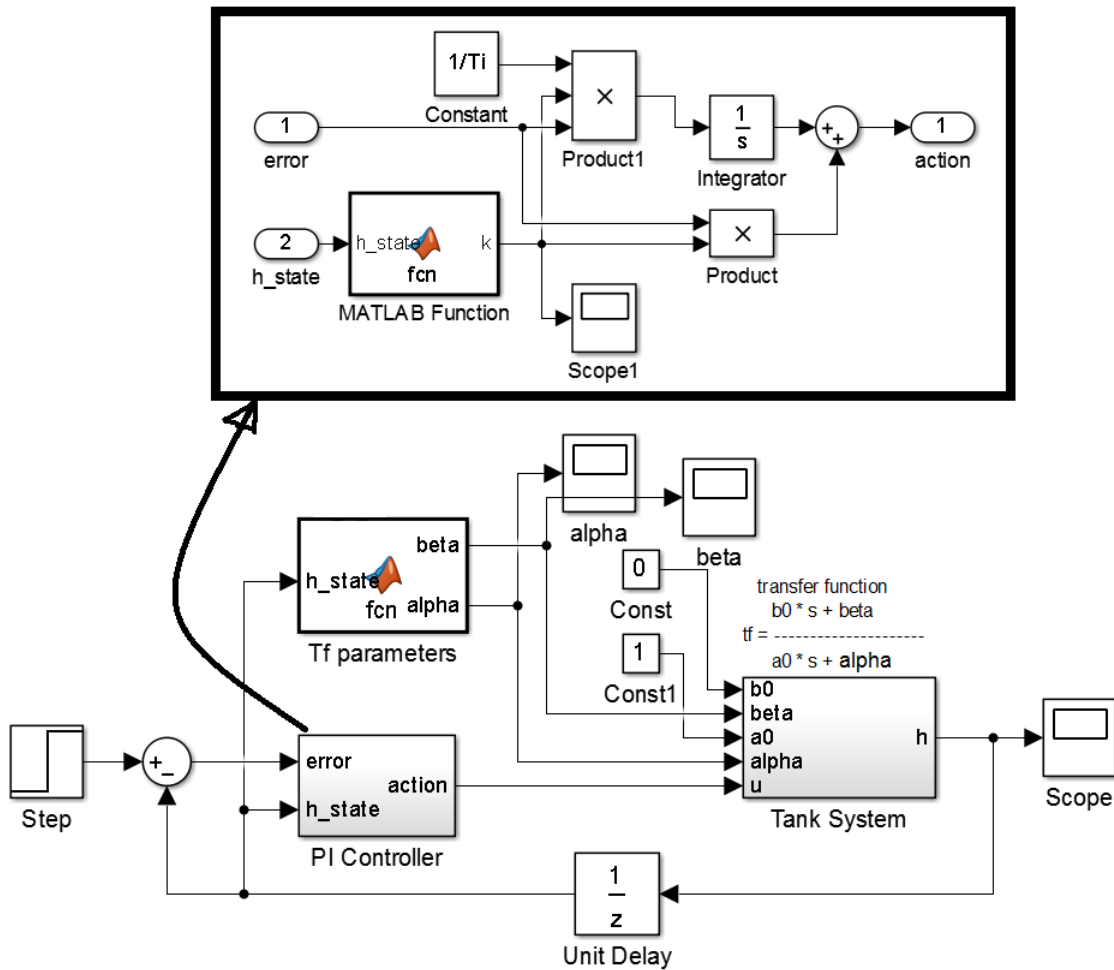 1/Ti
×
Constant
1
error
Product1
1
s
Integrator
+
+
1
action
2
h_state
h_state
k
fcn
MATLAB Function
×
Product
Scope1
alpha
beta
h_state
beta
alpha
fcn
Tf parameters
0
Const
1
Const1
transfer function
b0 * s + beta
tf = ---------------------
a0 * s + alpha
b0
beta
a0
alpha
u
h
Tank System
Scope
Step
+
-
error
h_state
action
PI Controller
1
z
Unit Delay